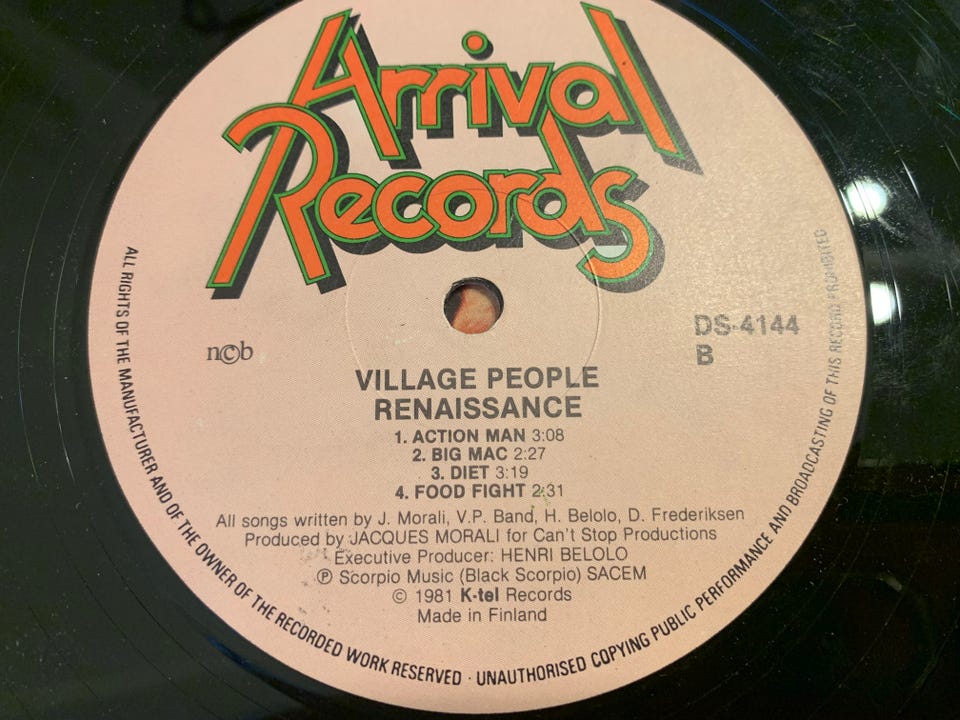 Arrival
Records
DS-4144
B
n©b
VILLAGE PEOPLE
RENAISSANCE
1. ACTION MAN 3:08
2. BIG MAC 2:27
3. DIET 3:19
4. FOOD FIGHT 2:31
All songs written by J. Morali, V.P. Band, H. Belolo, D. Frederiksen
Produced by JACQUES MORALI for Can't Stop Productions
Executive Producer: HENRI BELOLO
℗ Scorpio Music (Black Scorpio) SACEM
© 1981 K-tel Records
Made in Finland
ALL RIGHTS OF THE MANUFACTURER AND OF THE OWNER OF THE RECORDED WORK RESERVED · UNAUTHORISED COPYING PUBLIC PERFORMANCE AND BROADCASTING OF THIS RECORD PROHIBITED